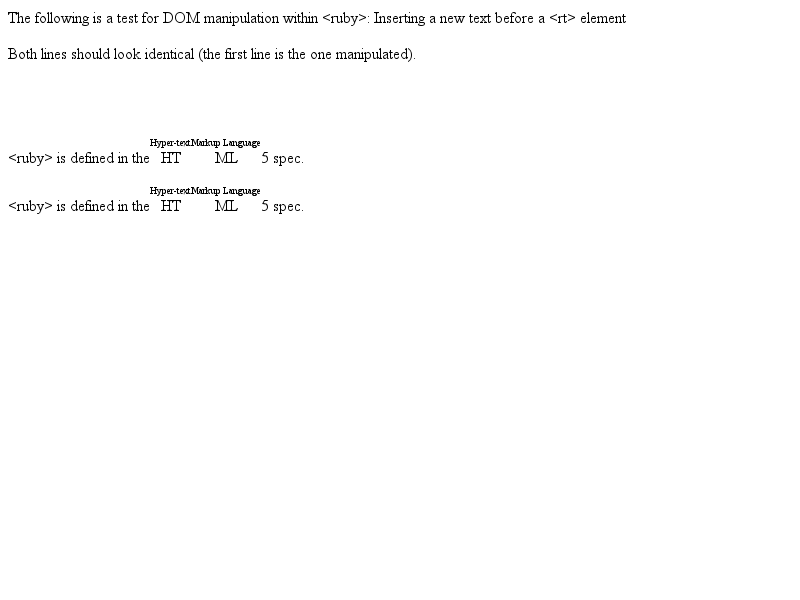 The following is a test for DOM manipulation within <ruby>: Inserting a new text before a <rt> element
Both lines should look identical (the first line is the one manipulated).
Hyper-text Markup Language
<ruby> is defined in the HT ML 5 spec.
Hyper-text Markup Language
<ruby> is defined in the HT ML 5 spec.